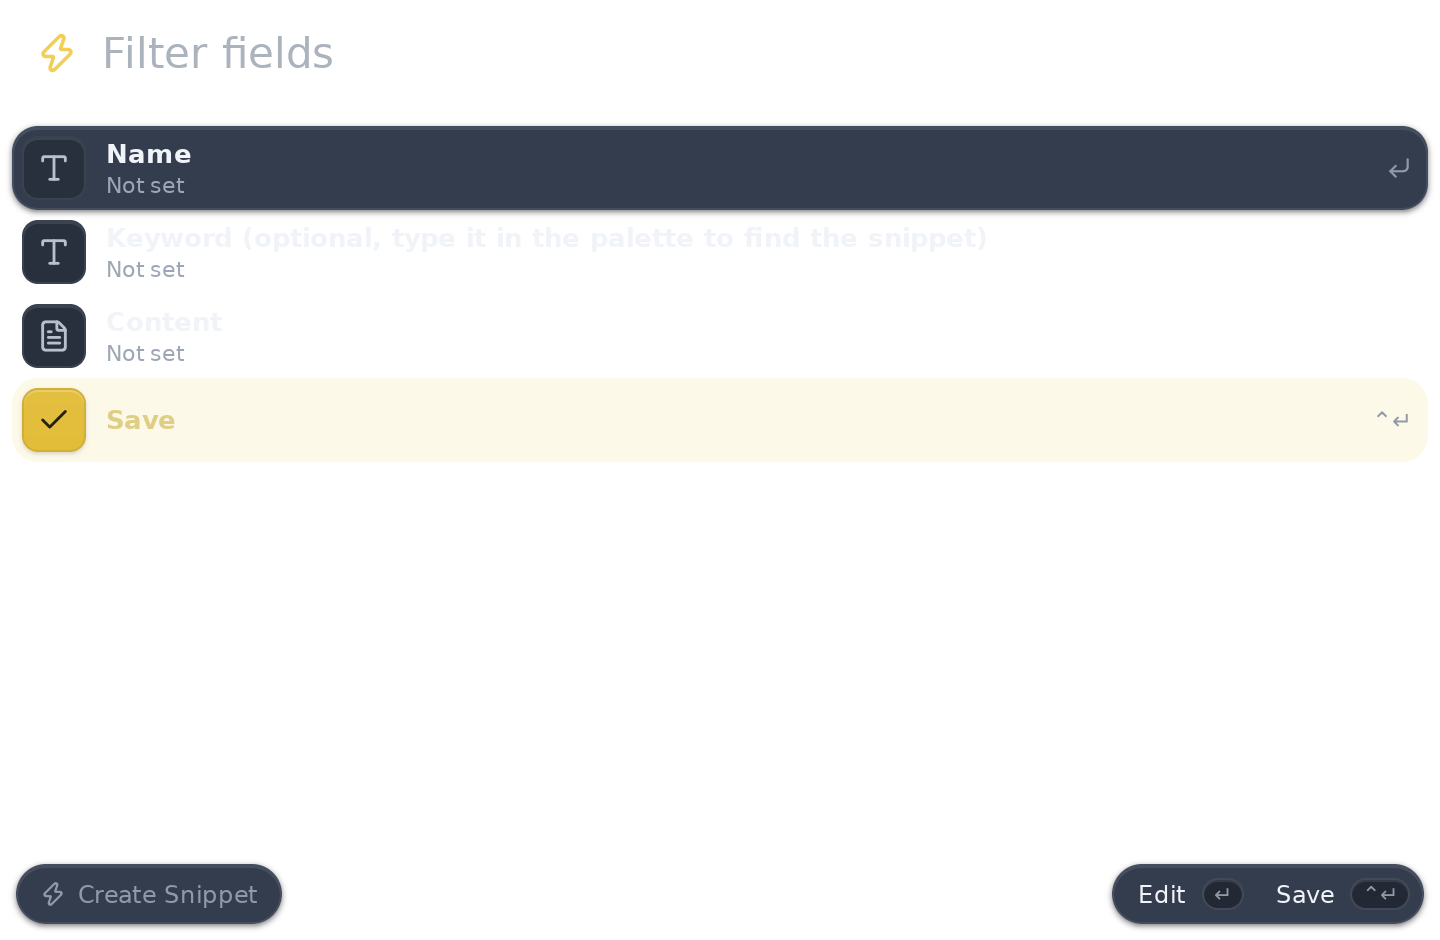 Filter fields
Name
Not set
Keyword (optional, type it in the palette to find the snippet)
Not set
Content
Not set
Save
Create Snippet
Edit
Save